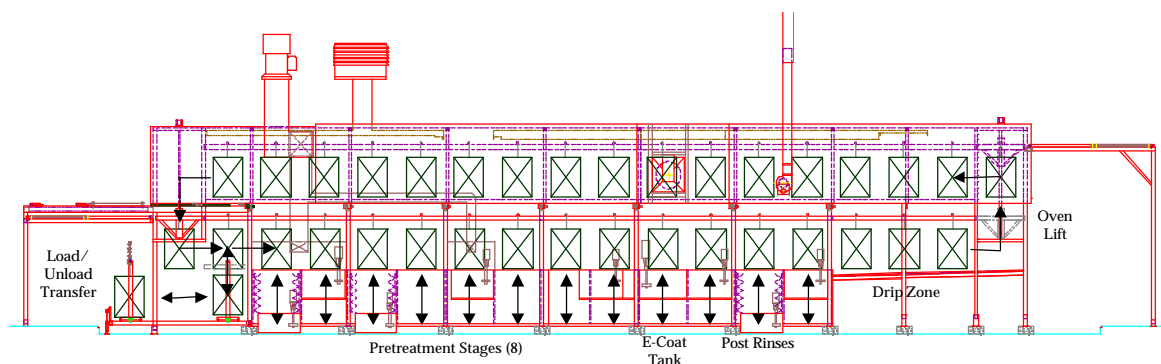 Oven
Lift
Load/
Unload
Transfer
Drip Zone
Pretreatment Stages (8)
E-Coat
Tank
Post Rinses